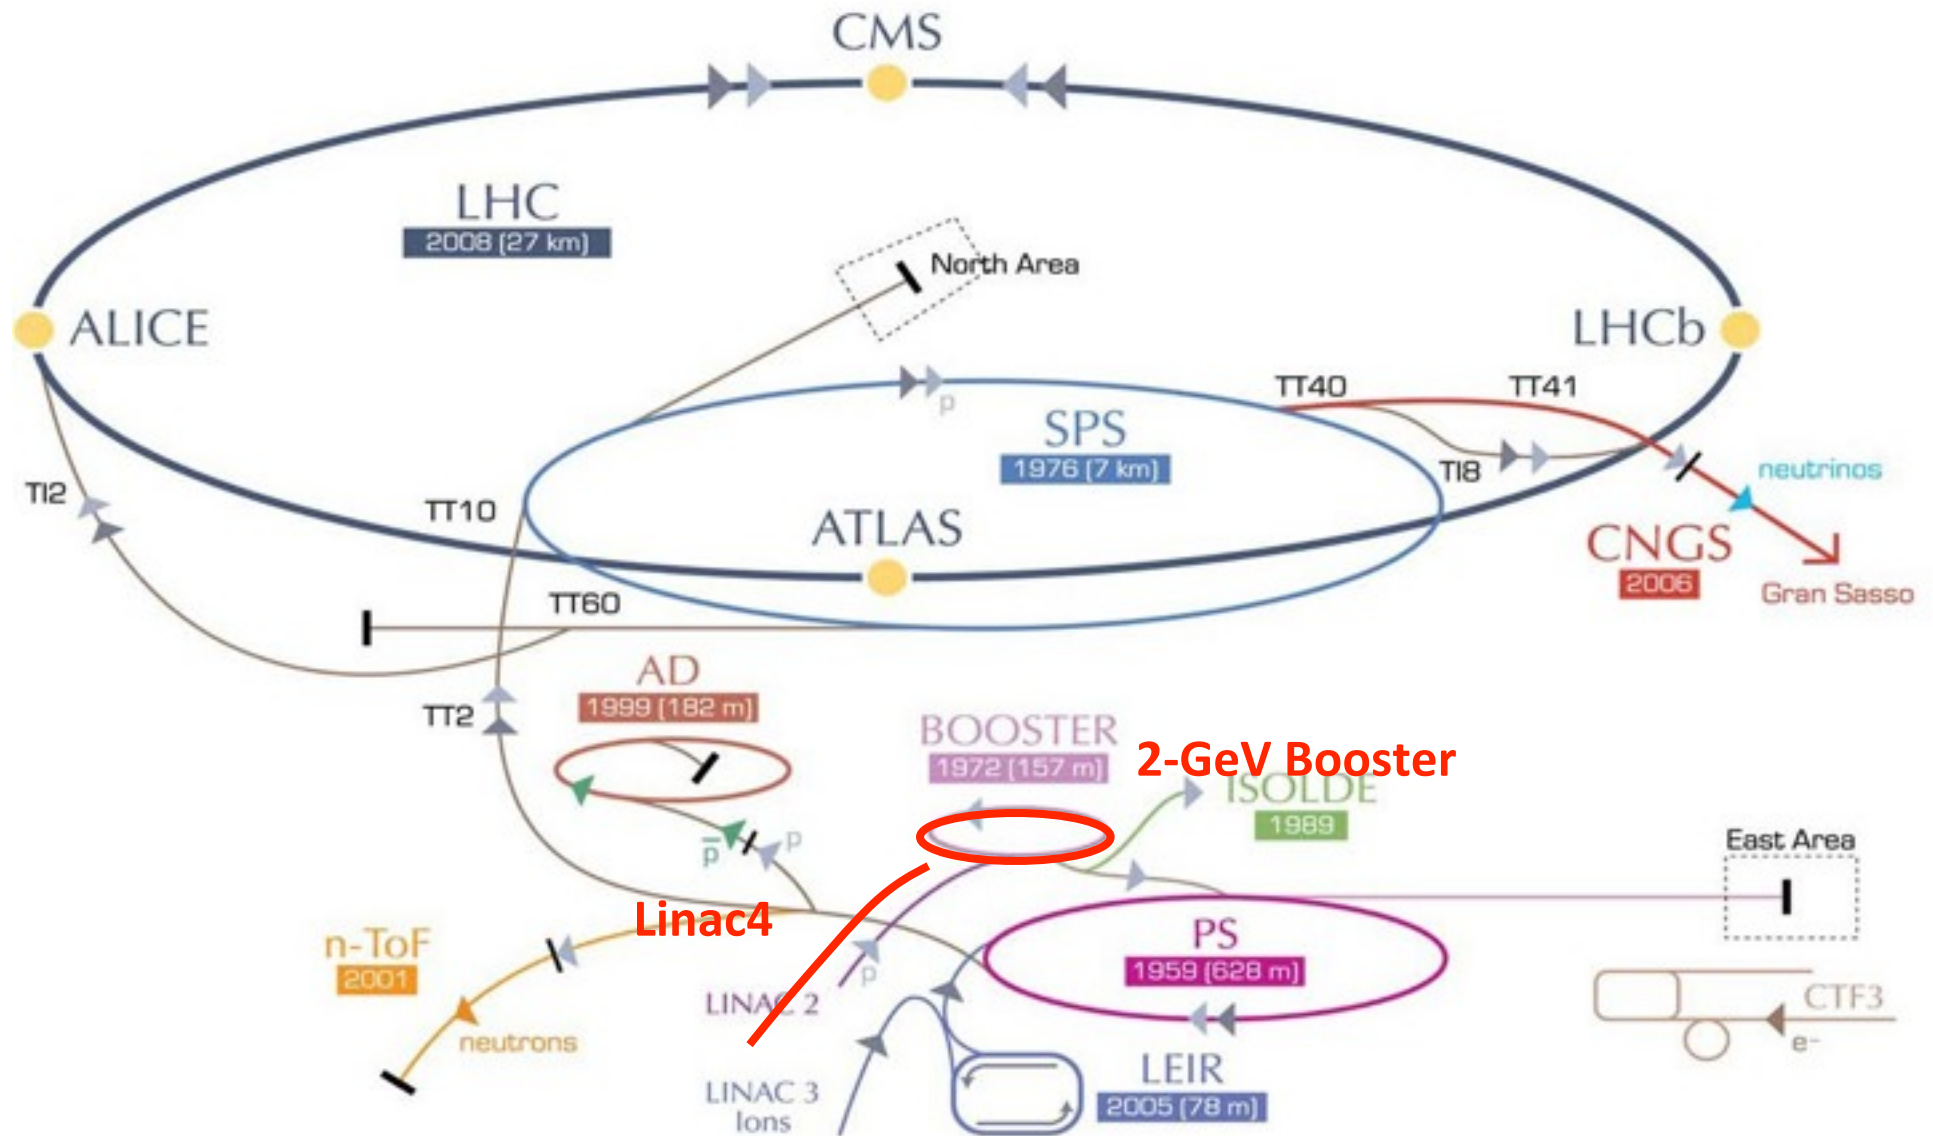 CMS
LHC
2008 (27 km)
North Area
ALICE
LHCb
TT40
TT41
p
SPS
1976 (7 km)
TI8
neutrinos
TI2
TT10
ATLAS
CNGS
2006
Gran Sasso
TT60
AD
1999 (182 m)
TT2
BOOSTER
1972 (157 m)
2-GeV Booster
ISOLDE
1989
East Area
p̅
p
Linac4
n-ToF
2001
neutrons
PS
1959 (628 m)
p
LINAC 2
CTF3
e-
LEIR
2005 (78 m)
LINAC 3
Ions